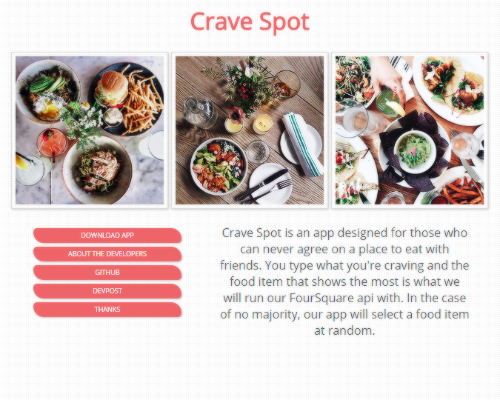 Crave Spot
DOWNLOAD APP
ABOUT THE DEVELOPERS
GITHUB
DEVPOST
THANKS
Crave Spot is an app designed for those who
can never agree on a place to eat with
friends. You type what you're craving and the
food item that shows the most is what we
will run our FourSquare api with. In the case
of no majority, our app will select a food item
at random.